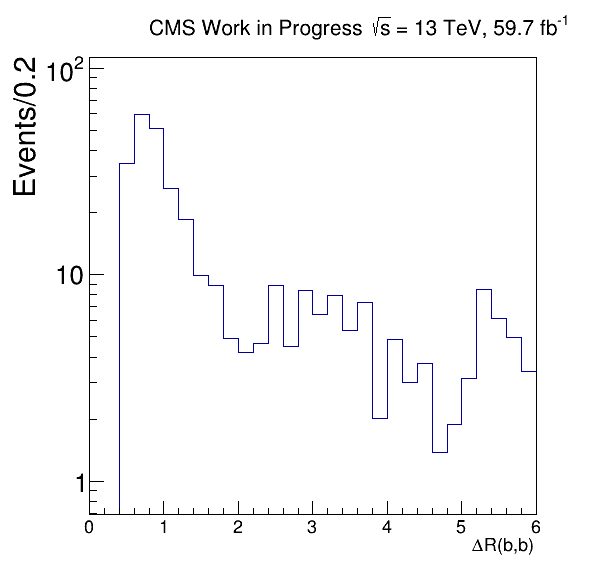 CMS Work in Progress √s = 13 TeV, 59.7 fb⁻¹
Events/0.2
10²
10
1
0 1 2 3 4 5 6
ΔR(b,b)